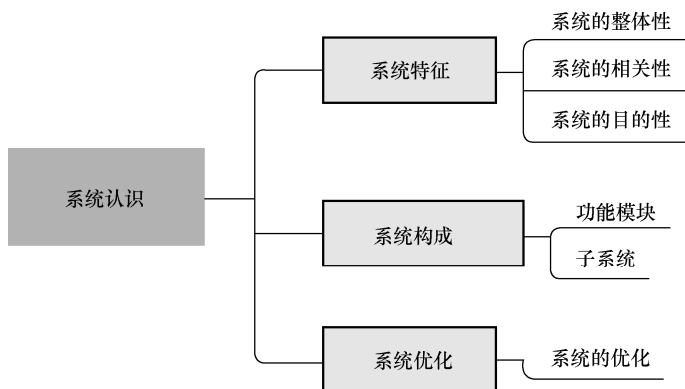 系统认识
系统特征
系统的整体性
系统的相关性
系统的目的性
系统构成
功能模块
子系统
系统优化
系统的优化